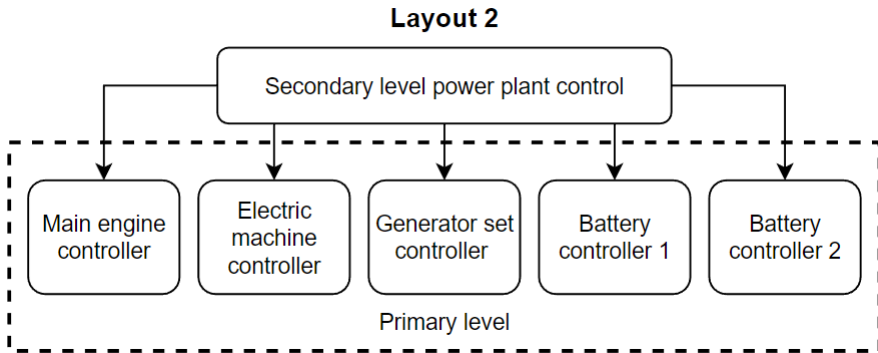 Layout 2
Secondary level power plant control
Main engine
controller
Electric
machine
controller
Generator set
controller
Battery
controller 1
Battery
controller 2
Primary level